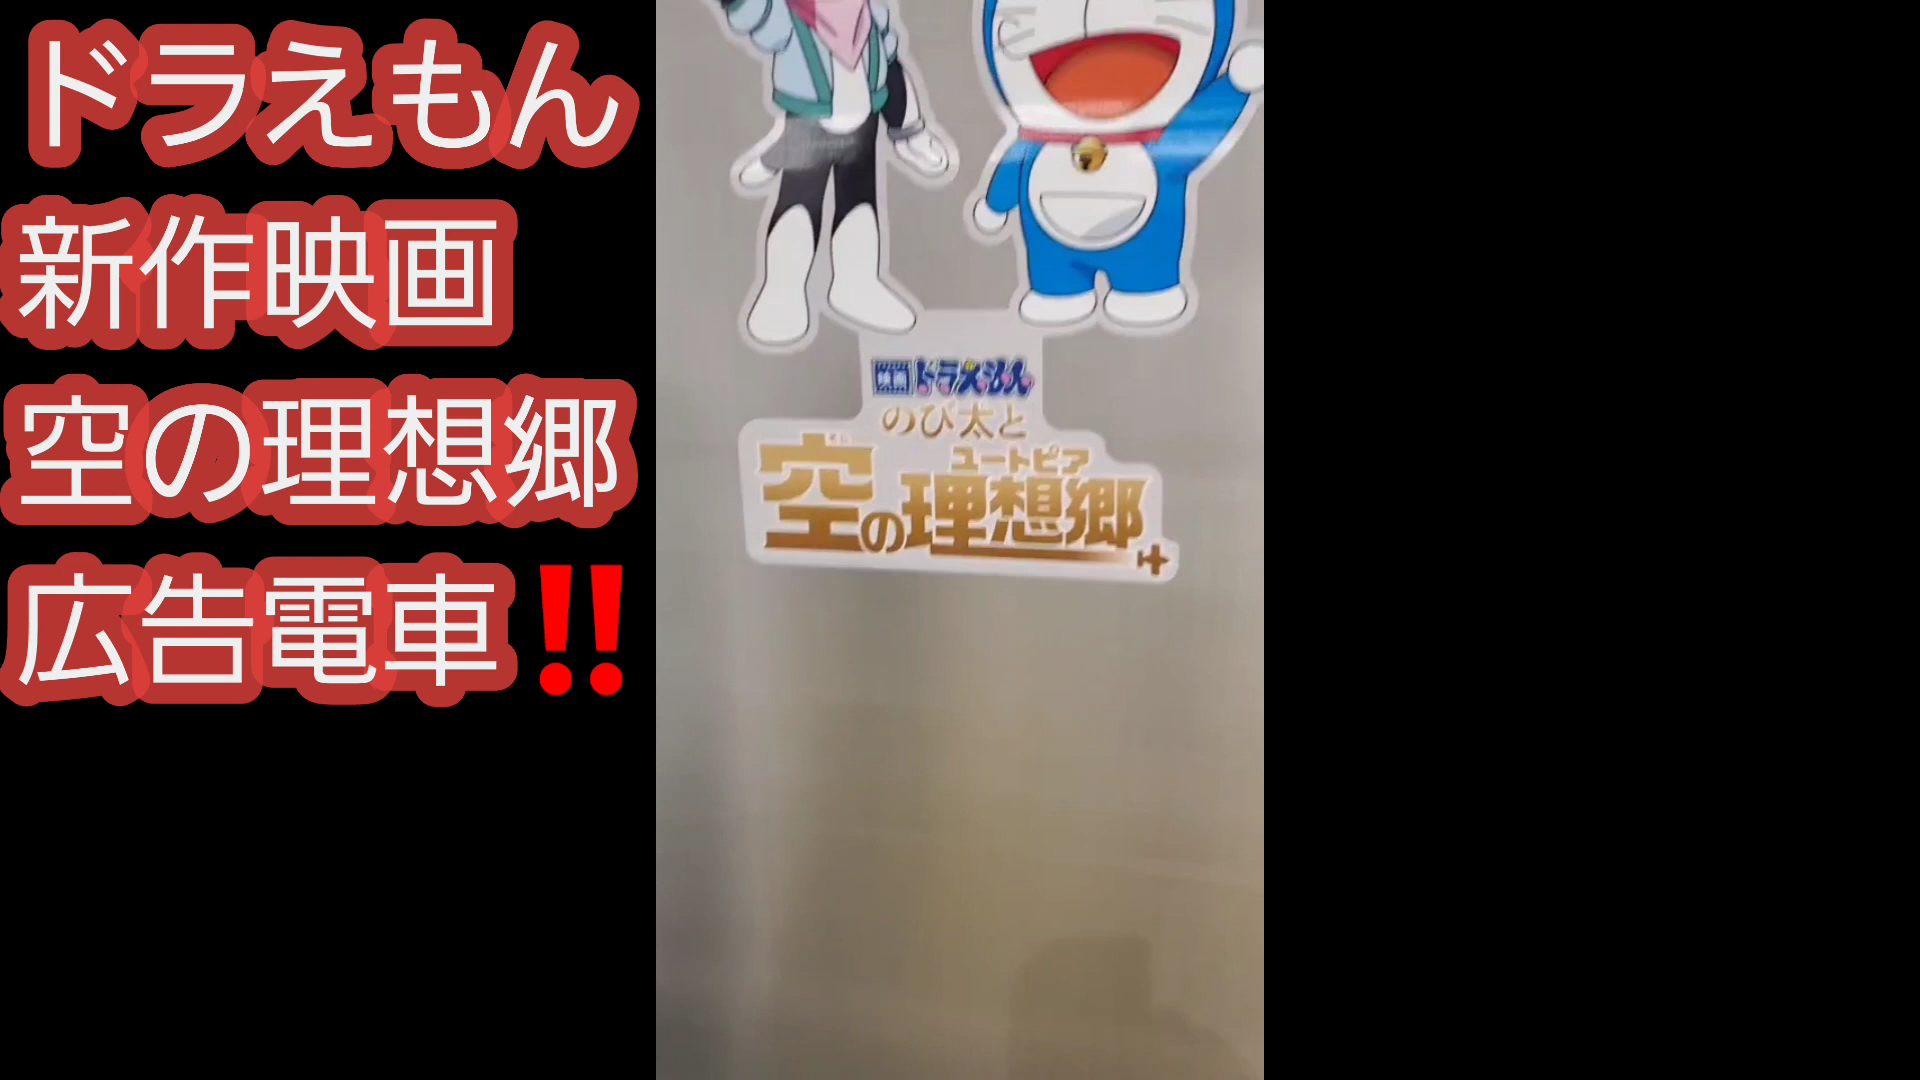 ドラえもん
新作映画
空の理想郷
広告電車‼
映画ドラえもん
のび太と
そら
ユートピア
空の理想郷